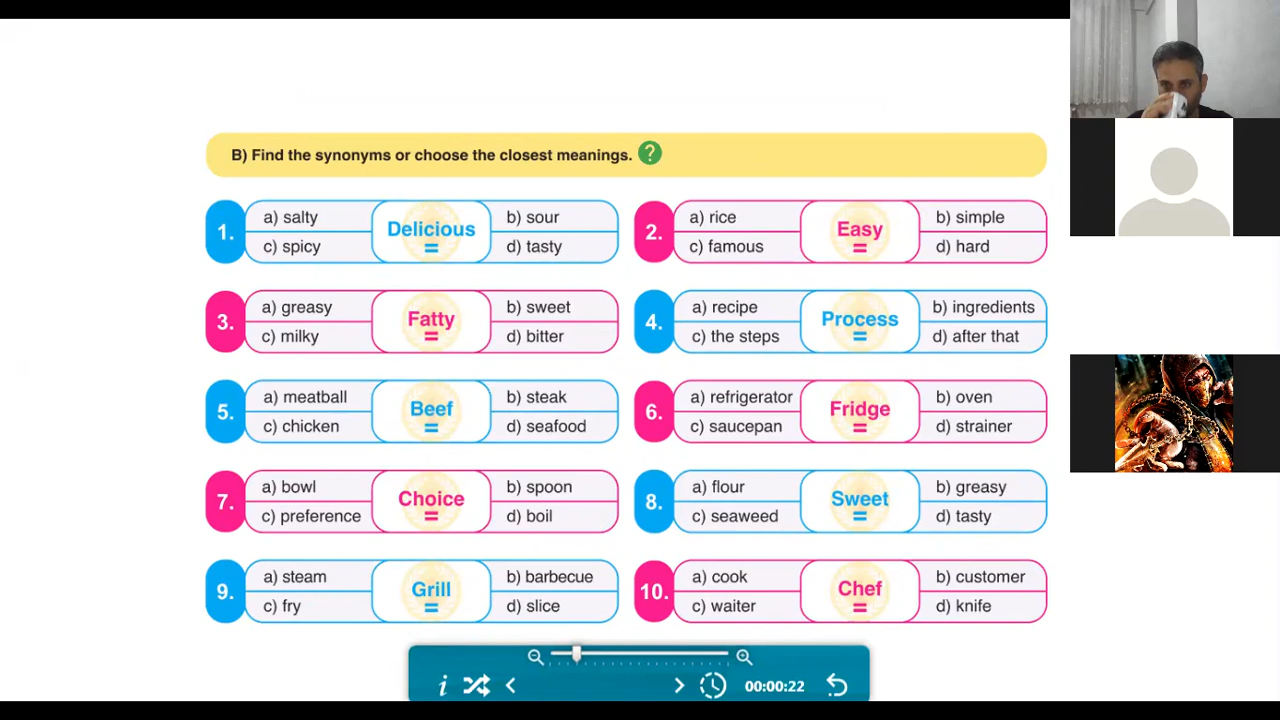 B) Find the synonyms or choose the closest meanings. ?
1. a) salty b) sour
Delicious =
c) spicy d) tasty
2. a) rice b) simple
Easy =
c) famous d) hard
3. a) greasy b) sweet
Fatty =
c) milky d) bitter
4. a) recipe b) ingredients
Process =
c) the steps d) after that
5. a) meatball b) steak
Beef =
c) chicken d) seafood
6. a) refrigerator b) oven
Fridge =
c) saucepan d) strainer
7. a) bowl b) spoon
Choice =
c) preference d) boil
8. a) flour b) greasy
Sweet =
c) seaweed d) tasty
9. a) steam b) barbecue
Grill =
c) fry d) slice
10. a) cook b) customer
Chef =
c) waiter d) knife
i 00:00:22